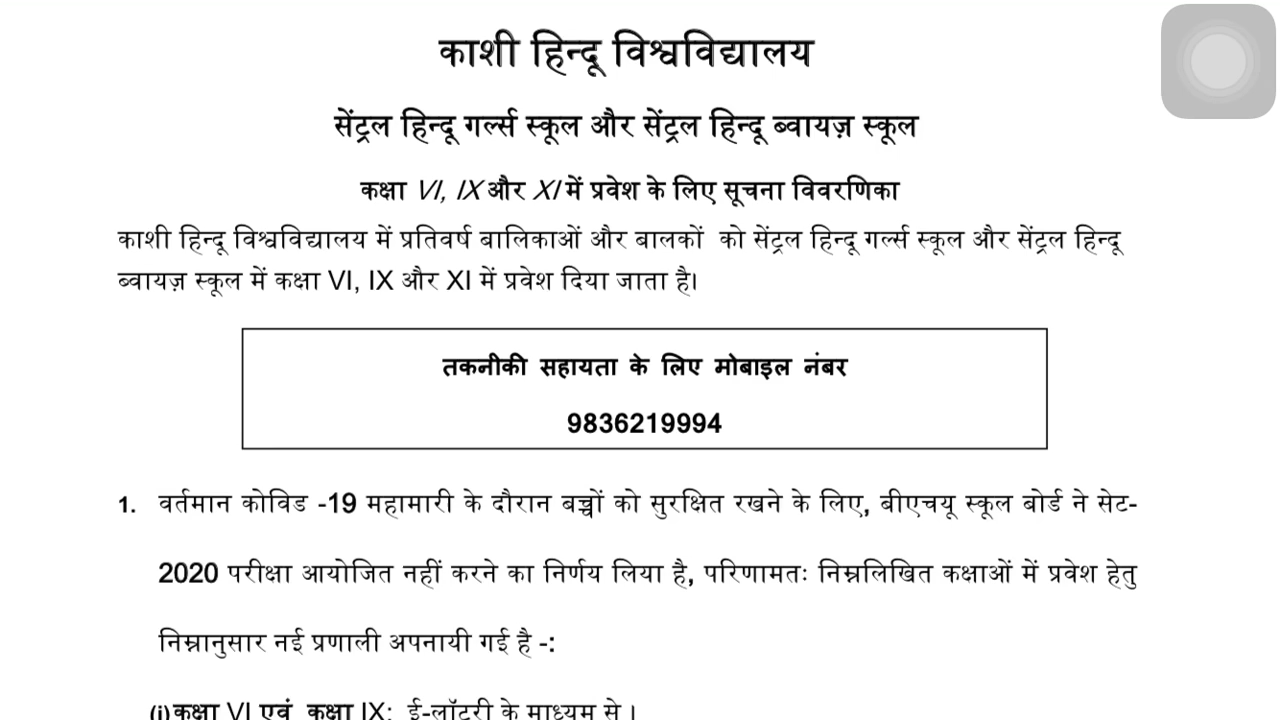 काशी हिन्दू विश्वविद्यालय
सेंट्रल हिन्दू गर्ल्स स्कूल और सेंट्रल हिन्दू ब्वायज़ स्कूल
कक्षा VI, IX और XI में प्रवेश के लिए सूचना विवरणिका
काशी हिन्दू विश्वविद्यालय में प्रतिवर्ष बालिकाओं और बालकों को सेंट्रल हिन्दू गर्ल्स स्कूल और सेंट्रल हिन्दू
ब्वायज़ स्कूल में कक्षा VI, IX और XI में प्रवेश दिया जाता है।
तकनीकी सहायता के लिए मोबाइल नंबर
9836219994
1. वर्तमान कोविड -19 महामारी के दौरान बच्चों को सुरक्षित रखने के लिए, बीएचयू स्कूल बोर्ड ने सेट-
2020 परीक्षा आयोजित नहीं करने का निर्णय लिया है, परिणामतः निम्नलिखित कक्षाओं में प्रवेश हेतु
निम्नानुसार नई प्रणाली अपनायी गई है -:
(i) कक्षा VI एवं कक्षा IX: ई-लॉटरी के माध्यम से।